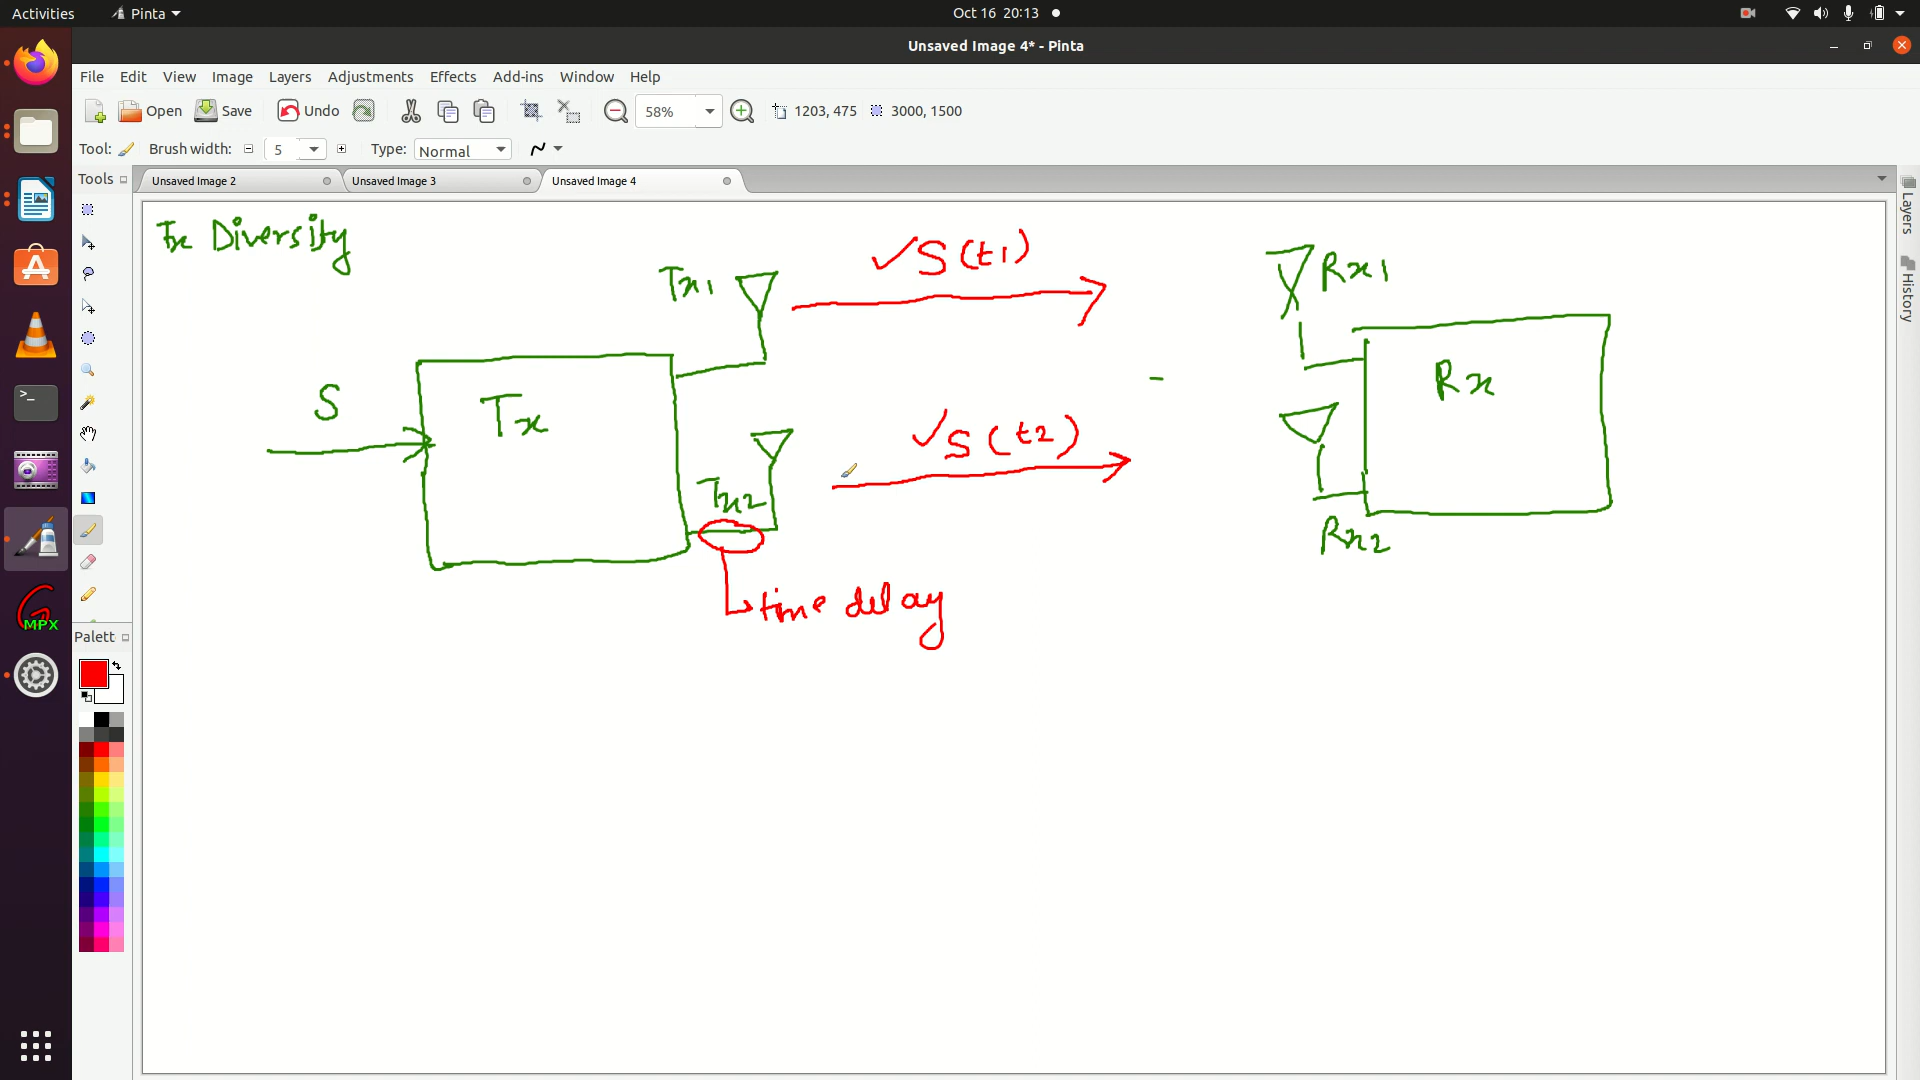 Activities Pinta Oct 16 20:13
Unsaved Image 4* - Pinta
File Edit View Image Layers Adjustments Effects Add-ins Window Help
Open Save Undo 58% 1203, 475 3000, 1500
Tool: Brush width: 5 Type: Normal
Tools Unsaved Image 2 Unsaved Image 3 Unsaved Image 4
Layers
History
Tx Diversity
Tx1
S(t1)
Rx1
S
Tx
Rx
S(t2)
Tx2
Rx2
time delay
>_
MPX
Palett